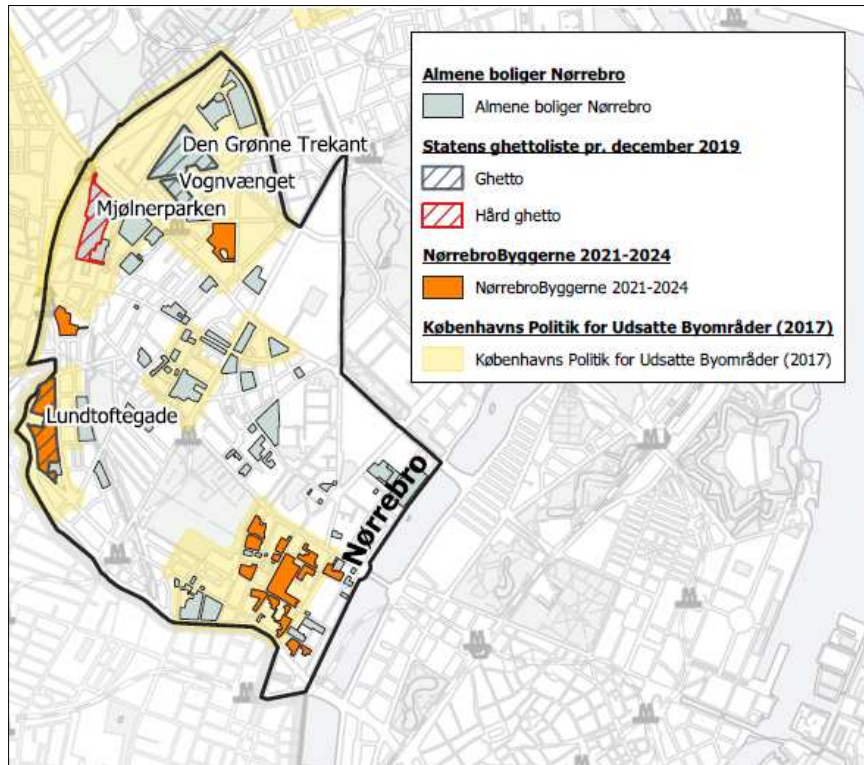 Almene boliger Nørrebro
Almene boliger Nørrebro
Statens ghettoliste pr. december 2019
Ghetto
Hård ghetto
NørrebroByggerne 2021-2024
NørrebroByggerne 2021-2024
Københavns Politik for Udsatte Byområder (2017)
Københavns Politik for Udsatte Byområder (2017)
Den Grønne Trekant
Vognvænget
Mjølnerparken
Lundtoftegade
Nørrebro
M
M
M
M
M
M
M
M
M
M